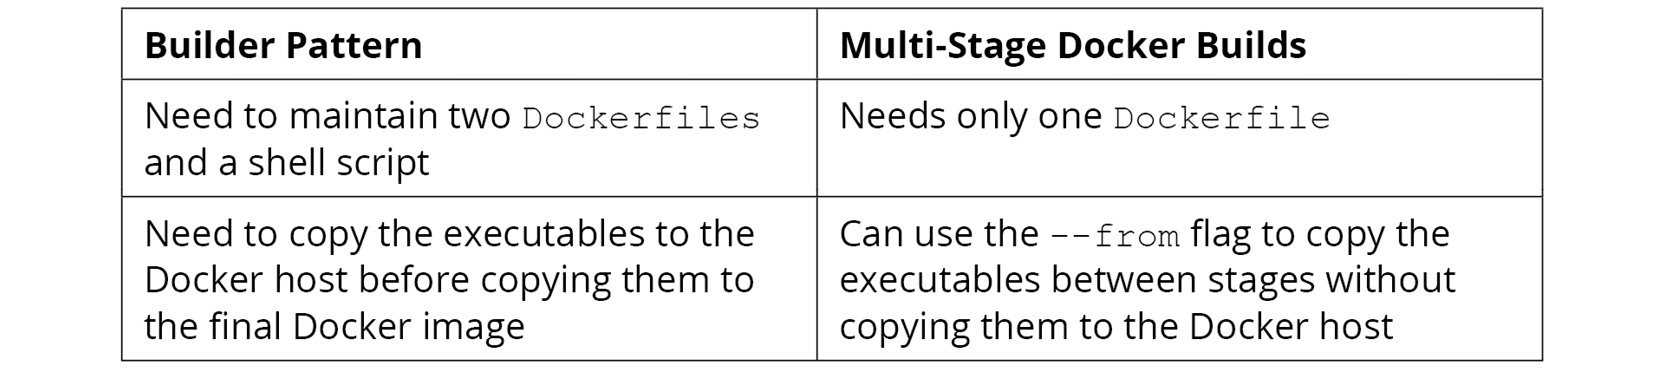 Builder Pattern
Multi-Stage Docker Builds
Need to maintain two Dockerfiles
and a shell script
Needs only one Dockerfile
Need to copy the executables to the
Docker host before copying them to
the final Docker image
Can use the --from flag to copy the
executables between stages without
copying them to the Docker host